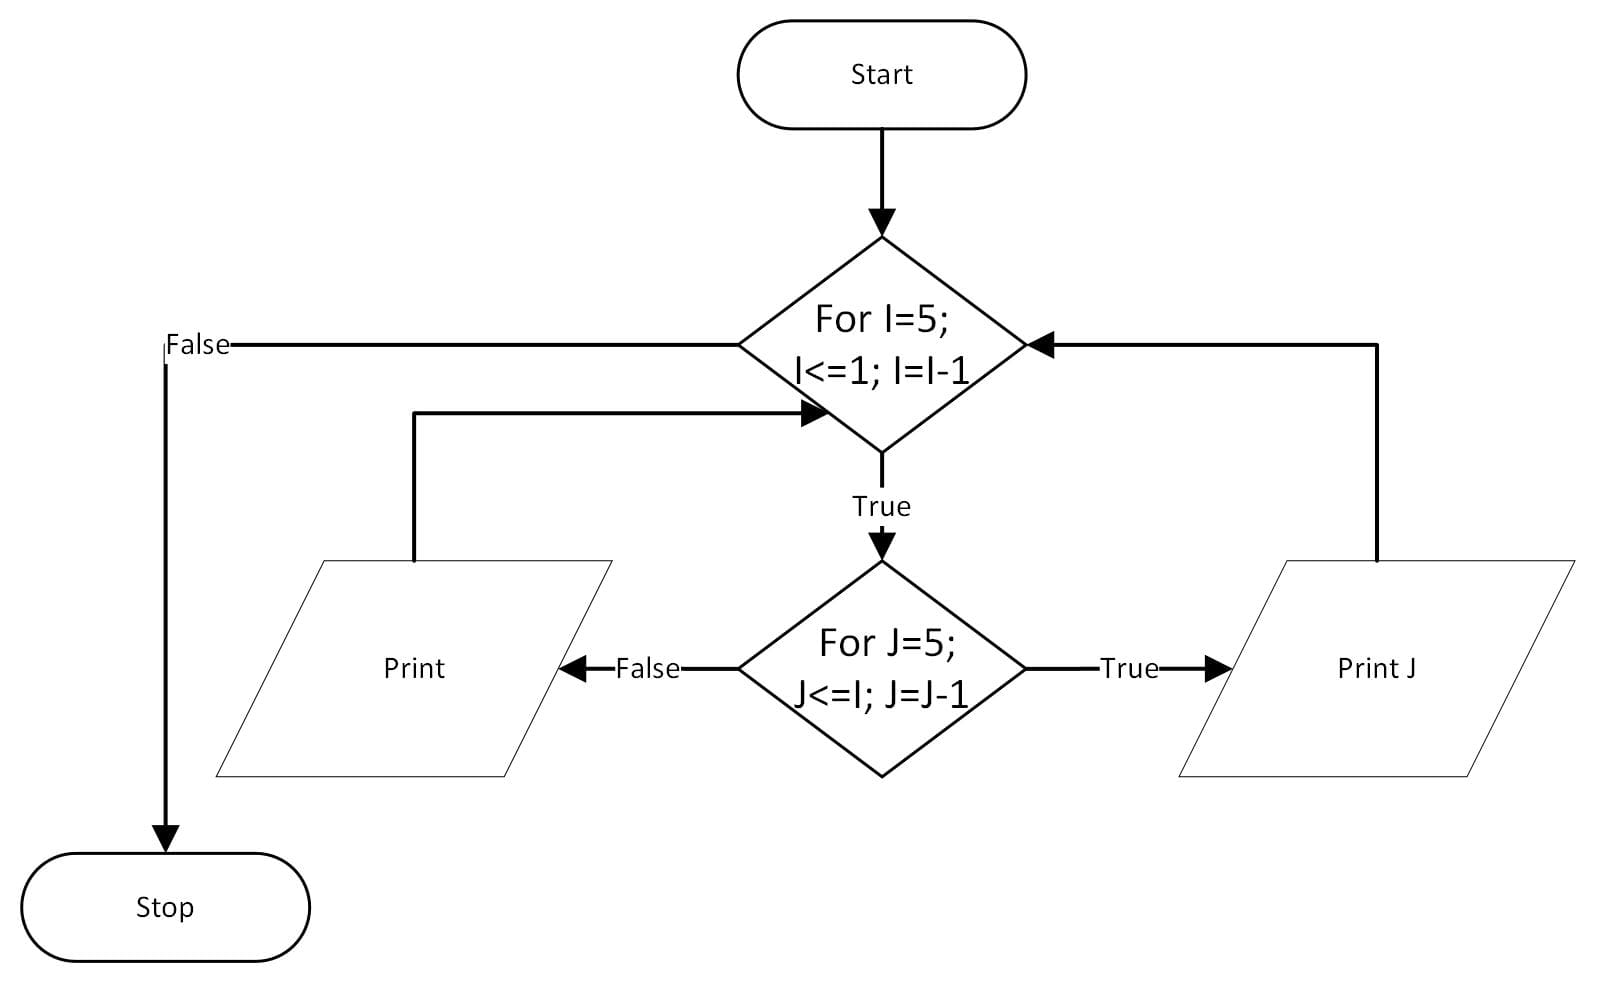 Start
For I=5;
I<=1; I=I-1
False
True
For J=5;
J<=I; J=J-1
False
True
Print
Print J
Stop